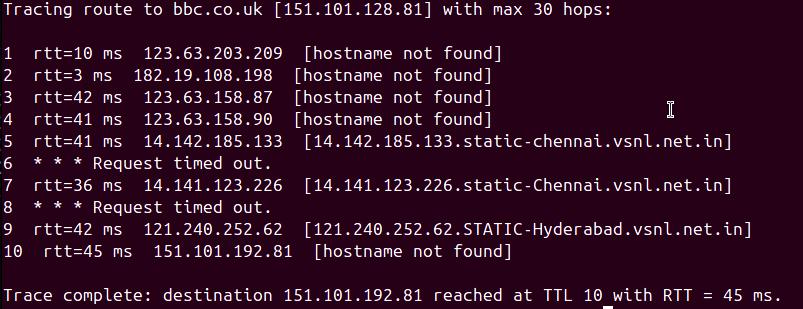 Tracing route to bbc.co.uk [151.101.128.81] with max 30 hops:
1  rtt=10 ms  123.63.203.209  [hostname not found]
2  rtt=3 ms  182.19.108.198  [hostname not found]
3  rtt=42 ms  123.63.158.87  [hostname not found]
4  rtt=41 ms  123.63.158.90  [hostname not found]
5  rtt=41 ms  14.142.185.133  [14.142.185.133.static-chennai.vsnl.net.in]
6  * * * Request timed out.
7  rtt=36 ms  14.141.123.226  [14.141.123.226.static-Chennai.vsnl.net.in]
8  * * * Request timed out.
9  rtt=42 ms  121.240.252.62  [121.240.252.62.STATIC-Hyderabad.vsnl.net.in]
10  rtt=45 ms  151.101.192.81  [hostname not found]
Trace complete: destination 151.101.192.81 reached at TTL 10 with RTT = 45 ms.